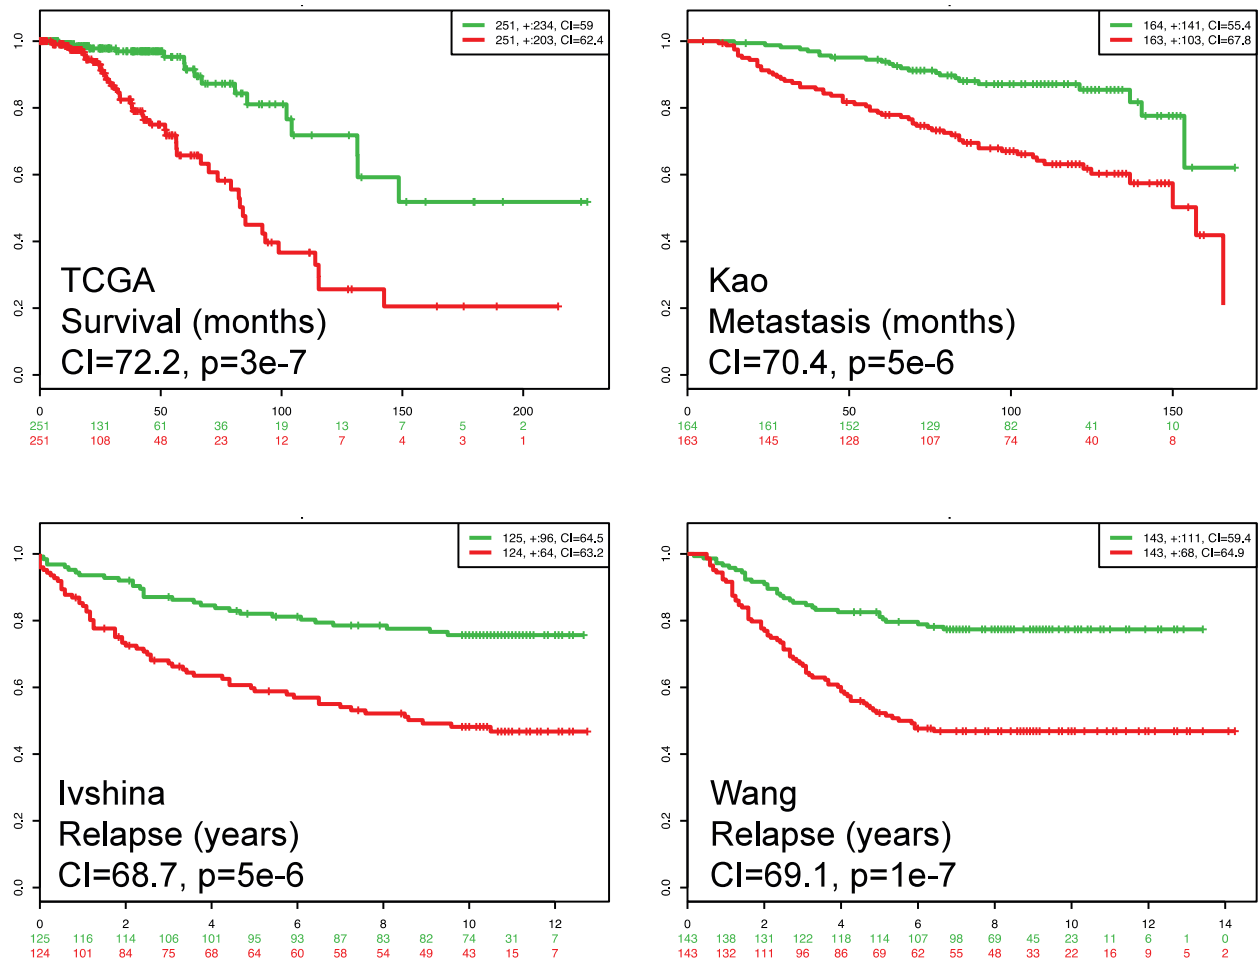 251, +:234, CI=59
251, +:203, CI=62.4
1.0
0.8
0.6
0.4
0.2
0.0
TCGA
Survival (months)
CI=72.2, p=3e-7
0 50 100 150 200
251 131 61 36 19 13 7 5 2
251 108 48 23 12 7 4 3 1
164, +:141, CI=55.4
163, +:103, CI=67.8
1.0
0.8
0.6
0.4
0.2
0.0
Kao
Metastasis (months)
CI=70.4, p=5e-6
0 50 100 150
164 161 152 129 82 41 10
163 145 128 107 74 40 8
125, +:96, CI=64.5
124, +:64, CI=63.2
1.0
0.8
0.6
0.4
0.2
0.0
Ivshina
Relapse (years)
CI=68.7, p=5e-6
0 2 4 6 8 10 12
125 116 114 106 101 95 93 87 83 82 74 31 7
124 101 84 75 68 64 60 58 54 49 43 15 7
143, +:111, CI=59.4
143, +:68, CI=64.9
1.0
0.8
0.6
0.4
0.2
0.0
Wang
Relapse (years)
CI=69.1, p=1e-7
0 2 4 6 8 10 12 14
143 138 131 122 118 114 107 98 69 45 23 11 6 1 0
143 132 111 96 86 69 62 55 48 33 22 16 9 5 2